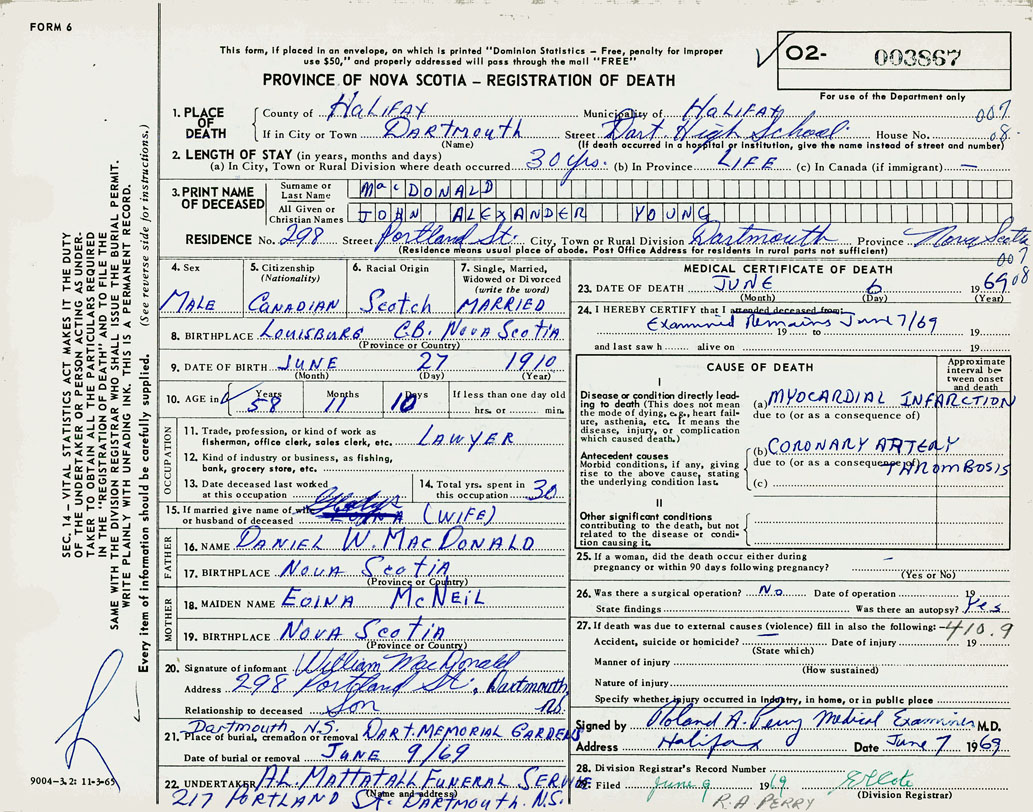 FORM 6
This form, if placed in an envelope, on which is printed "Dominion Statistics – Free, penalty for improper
use $50," and properly addressed will pass through the mail "FREE"
PROVINCE OF NOVA SCOTIA – REGISTRATION OF DEATH
O2- 003867
For use of the Department only
1. PLACE OF DEATH
County of HALIFAX Municipality of HALIFAX 007
If in City or Town Dartmouth Street Dart. High School House No. 08
(Name) (If death occurred in a hospital or institution, give the name instead of street and number)
2. LENGTH OF STAY (in years, months and days)
(a) In City, Town or Rural Division where death occurred 30 yrs. (b) In Province LIFE (c) In Canada (if immigrant) —
3. PRINT NAME OF DECEASED
Surname or Last Name MacDONALD
All Given or Christian Names JOHN ALEXANDER YOUNG
RESIDENCE No. 298 Street Portland St. City, Town or Rural Division Dartmouth Province Nova Scotia
(Residence means usual place of abode. Post Office Address for residents in rural parts not sufficient) 007
4. Sex MALE
5. Citizenship (Nationality) CANADIAN
6. Racial Origin Scotch
7. Single, Married, Widowed or Divorced (write the word) MARRIED
8. BIRTHPLACE LOUISBURG C.B. NOVA SCOTIA
(Province or Country)
9. DATE OF BIRTH JUNE 27 1910
(Month) (Day) (Year)
10. AGE in Years 58 Months 11 Days 10 If less than one day old
hrs. or min.
OCCUPATION
11. Trade, profession, or kind of work as
fisherman, office clerk, sales clerk, etc. LAWYER
12. Kind of industry or business, as fishing,
bank, grocery store, etc.
13. Date deceased last worked
at this occupation
14. Total yrs. spent in
this occupation 30
15. If married give name of wife
or husband of deceased Gladys EDINA (WIFE)
FATHER
16. NAME DANIEL W. MACDONALD
17. BIRTHPLACE NOVA SCOTIA
(Province or Country)
MOTHER
18. MAIDEN NAME EDINA McNEIL
19. BIRTHPLACE NOVA SCOTIA
(Province or Country)
20. Signature of informant William MacDonald
Address 298 Portland St., Dartmouth, N.S.
Relationship to deceased Son
Dartmouth, N.S.
21. Place of burial, cremation or removal DART. MEMORIAL GARDENS
Date of burial or removal JUNE 9/69
22. UNDERTAKER A.L. MATTATALL FUNERAL SERVICE
(Name and address)
217 PORTLAND ST. DARTMOUTH. N.S.
MEDICAL CERTIFICATE OF DEATH
23. DATE OF DEATH JUNE 6 1969 08
(Month) (Day) (Year)
24. I HEREBY CERTIFY that I attended deceased from:
Examined Remains June 7/69
19 to 19
and last saw h alive on 19
CAUSE OF DEATH
Approximate interval between onset and death
I
Disease or condition directly leading to death (This does not mean the mode of dying, e.g., heart failure, asthenia, etc. It means the disease, injury, or complication which caused death.)
(a) MYOCARDIAL INFARCTION
due to (or as a consequence of)
Antecedent causes
Morbid conditions, if any, giving rise to the above cause, stating the underlying condition last.
(b) CORONARY ARTERY THROMBOSIS
due to (or as a consequence of)
(c)
II
Other significant conditions
contributing to the death, but not related to the disease or condition causing it.
25. If a woman, did the death occur either during
pregnancy or within 90 days following pregnancy? –
(Yes or No)
26. Was there a surgical operation? No Date of operation 19
State findings Was there an autopsy? Yes
27. If death was due to external causes (violence) fill in also the following: 410.9
Accident, suicide or homicide? — Date of injury 19
(State which)
Manner of injury
(How sustained)
Nature of injury
Specify whether injury occurred in Industry, in home, or in public place
Signed by Roland A. Perry Medical Examiner M.D.
Address Halifax Date June 7 1969
28. Division Registrar's Record Number
29. Filed June 9 1969
(Division Registrar)
R.A. PERRY
SEC. 14 – VITAL STATISTICS ACT MAKES IT THE DUTY
OF THE UNDERTAKER OR PERSON ACTING AS UNDER-
TAKER TO OBTAIN ALL THE PARTICULARS REQUIRED
IN THE "REGISTRATION OF DEATH" AND TO FILE THE
SAME WITH THE DIVISION REGISTRAR WHO SHALL ISSUE THE BURIAL PERMIT.
WRITE PLAINLY WITH UNFADING INK. THIS IS A PERMANENT RECORD.
Every item of information should be carefully supplied. (See reverse side for instructions.)
9004-3.2: 11-3-65